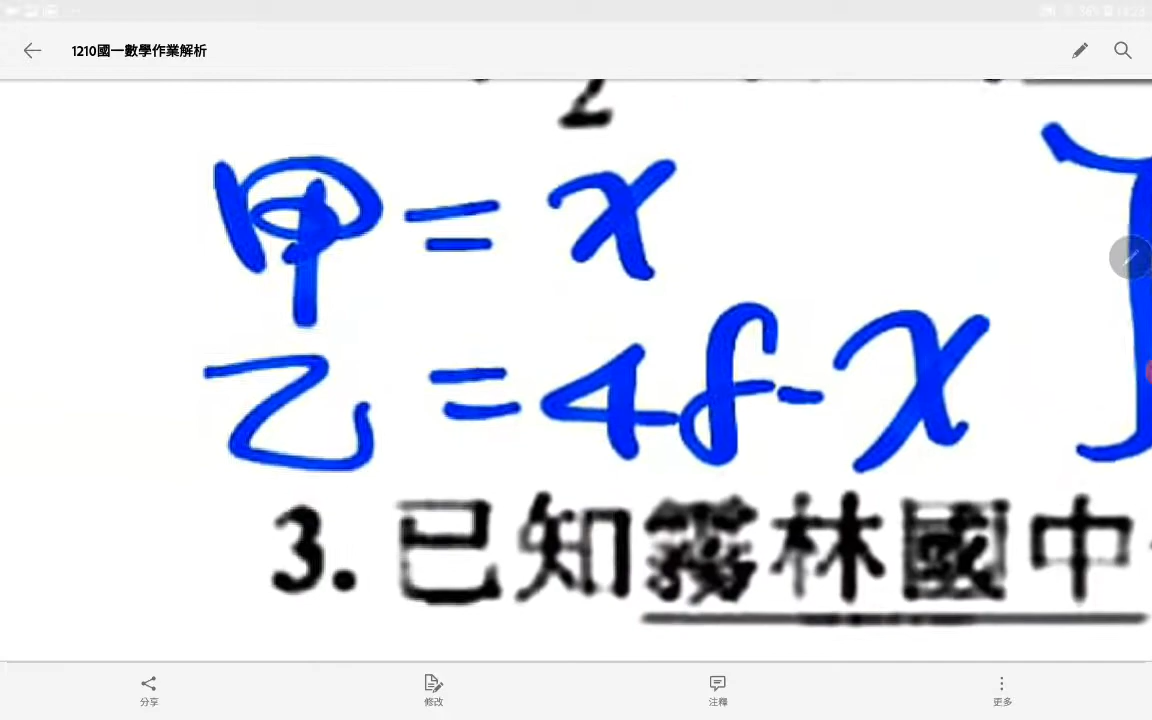 1210國一數學作業解析
2
甲 = x
乙 = 48 - x
3. 已知霧林國中
分享
修改
注釋
更多